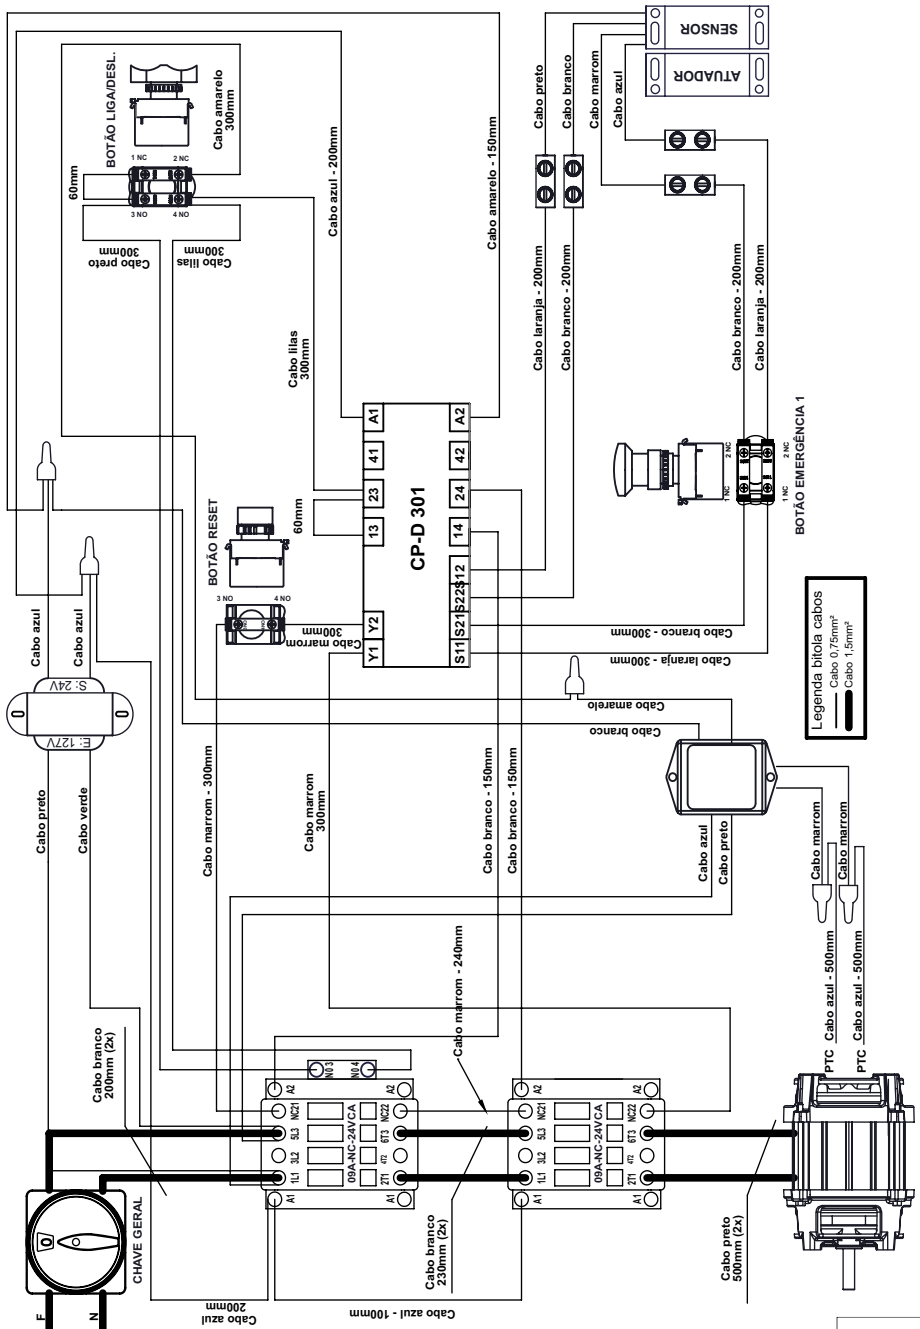 SENSOR
ATUADOR
Cabo preto
Cabo branco
Cabo marrom
Cabo azul
BOTÃO LIGA/DESL.
Cabo amarelo
300mm
1 NC
2 NC
3 NO
4 NO
60mm
Cabo preto
300mm
Cabo lilas
300mm
Cabo azul - 200mm
Cabo amarelo - 150mm
Cabo laranja - 200mm
Cabo branco - 200mm
Cabo branco - 200mm
Cabo laranja - 200mm
Cabo lilas
300mm
60mm
A1
41
23
13
Y2
Y1
CP-D 301
A2
42
24
14
S12
S22
S21
S11
BOTÃO RESET
3 NO
4 NO
Cabo marrom
300mm
BOTÃO EMERGÊNCIA 1
1 NC
2 NC
1 NC
2 NC
Cabo branco - 300mm
Cabo laranja - 300mm
Cabo azul
Cabo azul
S: 24V
E: 127V
Cabo preto
Cabo verde
Cabo amarelo
Cabo branco
Legenda bitola cabos
Cabo 0,75mm²
Cabo 1,5mm²
Cabo marrom - 300mm
Cabo marrom
300mm
Cabo branco - 150mm
Cabo branco - 150mm
Cabo azul
Cabo preto
Cabo marrom
Cabo marrom
PTC
Cabo azul - 500mm
PTC
Cabo azul - 500mm
Cabo branco
200mm (2x)
Cabo marrom - 240mm
NO3
NO4
A2
A2
NC21
5L3
3L2
1L1
09A-NC-24VCA
NC22
6T3
4T2
2T1
A1
A1
A2
A2
NC21
5L3
3L2
1L1
09A-NC-24VCA
NC22
6T3
4T2
2T1
A1
A1
CHAVE GERAL
O
F
N
Cabo azul
200mm
Cabo azul - 100mm
Cabo branco
230mm (2x)
Cabo preto
500mm (2x)